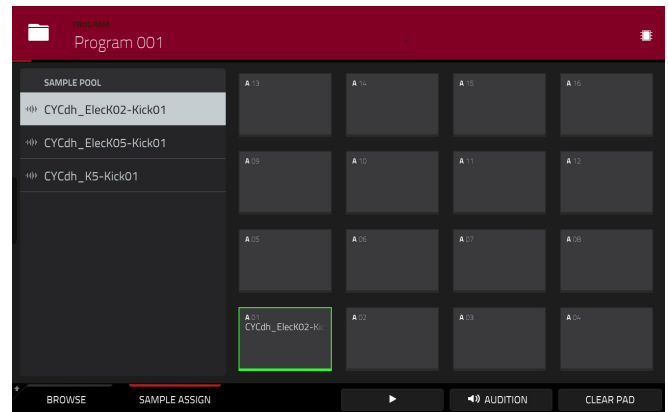 PROGRAM
Program 001
SAMPLE POOL
CYCdh_ElecK02-Kick01
CYCdh_ElecK05-Kick01
CYCdh_K5-Kick01
A 13
A 14
A 15
A 16
A 09
A 10
A 11
A 12
A 05
A 06
A 07
A 08
A 01
CYCdh_ElecK02-Ki
A 02
A 03
A 04
BROWSE
SAMPLE ASSIGN
AUDITION
CLEAR PAD